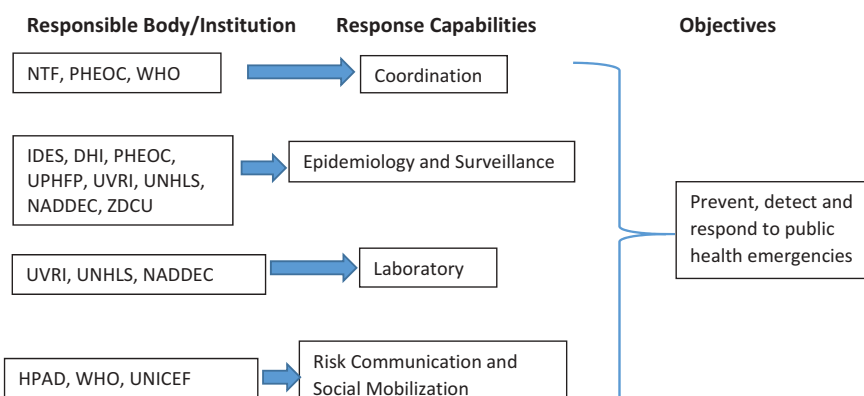 Responsible Body/Institution Response Capabilities Objectives
NTF, PHEOC, WHO
Coordination
IDES, DHI, PHEOC,
UPHFP, UVRI, UNHLS,
NADDEC, ZDCU
Epidemiology and Surveillance
Prevent, detect and
respond to public
health emergencies
UVRI, UNHLS, NADDEC
Laboratory
HPAD, WHO, UNICEF
Risk Communication and
Social Mobilization